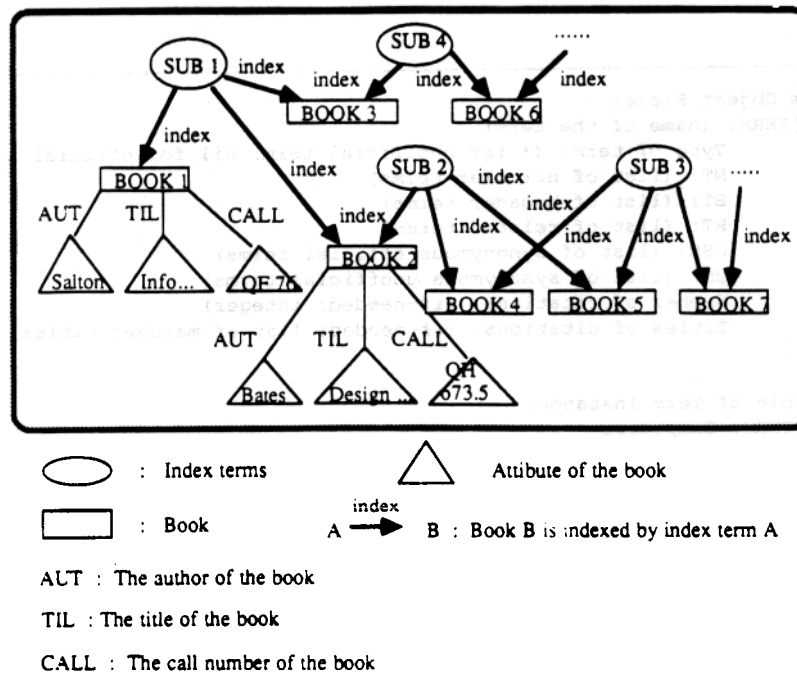 SUB 1
SUB 4
......
index
index
index
index
BOOK 3
BOOK 6
index
BOOK 1
index
SUB 2
SUB 3
......
AUT
TIL
CALL
index
index
index
index
index
index
Salton
Info...
QE 76
BOOK 2
BOOK 4
BOOK 5
BOOK 7
AUT
TIL
CALL
Bates
Design ...
QH
673.5
: Index terms
: Attibute of the book
: Book
A index B : Book B is indexed by index term A
AUT : The author of the book
TIL : The title of the book
CALL : The call number of the book